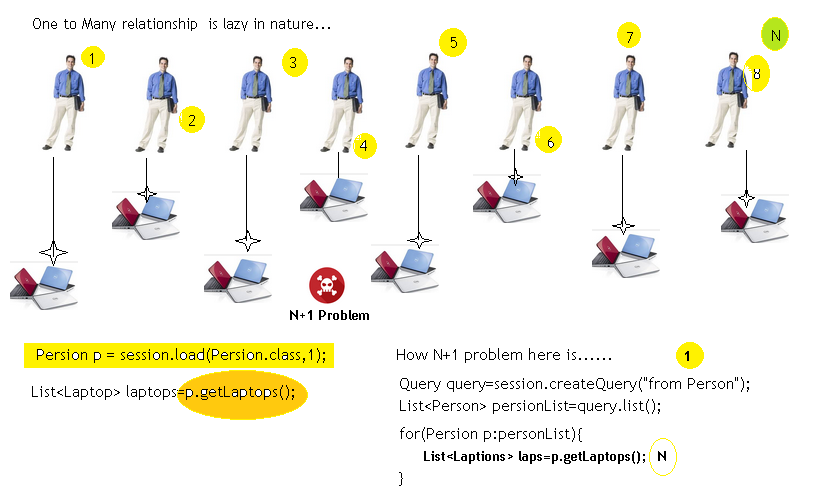 One to Many relationship is lazy in nature...
1
2
3
4
5
6
7
8
N
N+1 Problem
Persion p = session.load(Persion.class,1);
List<Laptop> laptops=p.getLaptops();
How N+1 problem here is...... 1
Query query=session.createQuery("from Person");
List<Person> persionList=query.list();
for(Persion p:personList){
List<Laptions> laps=p.getLaptops(); N
}